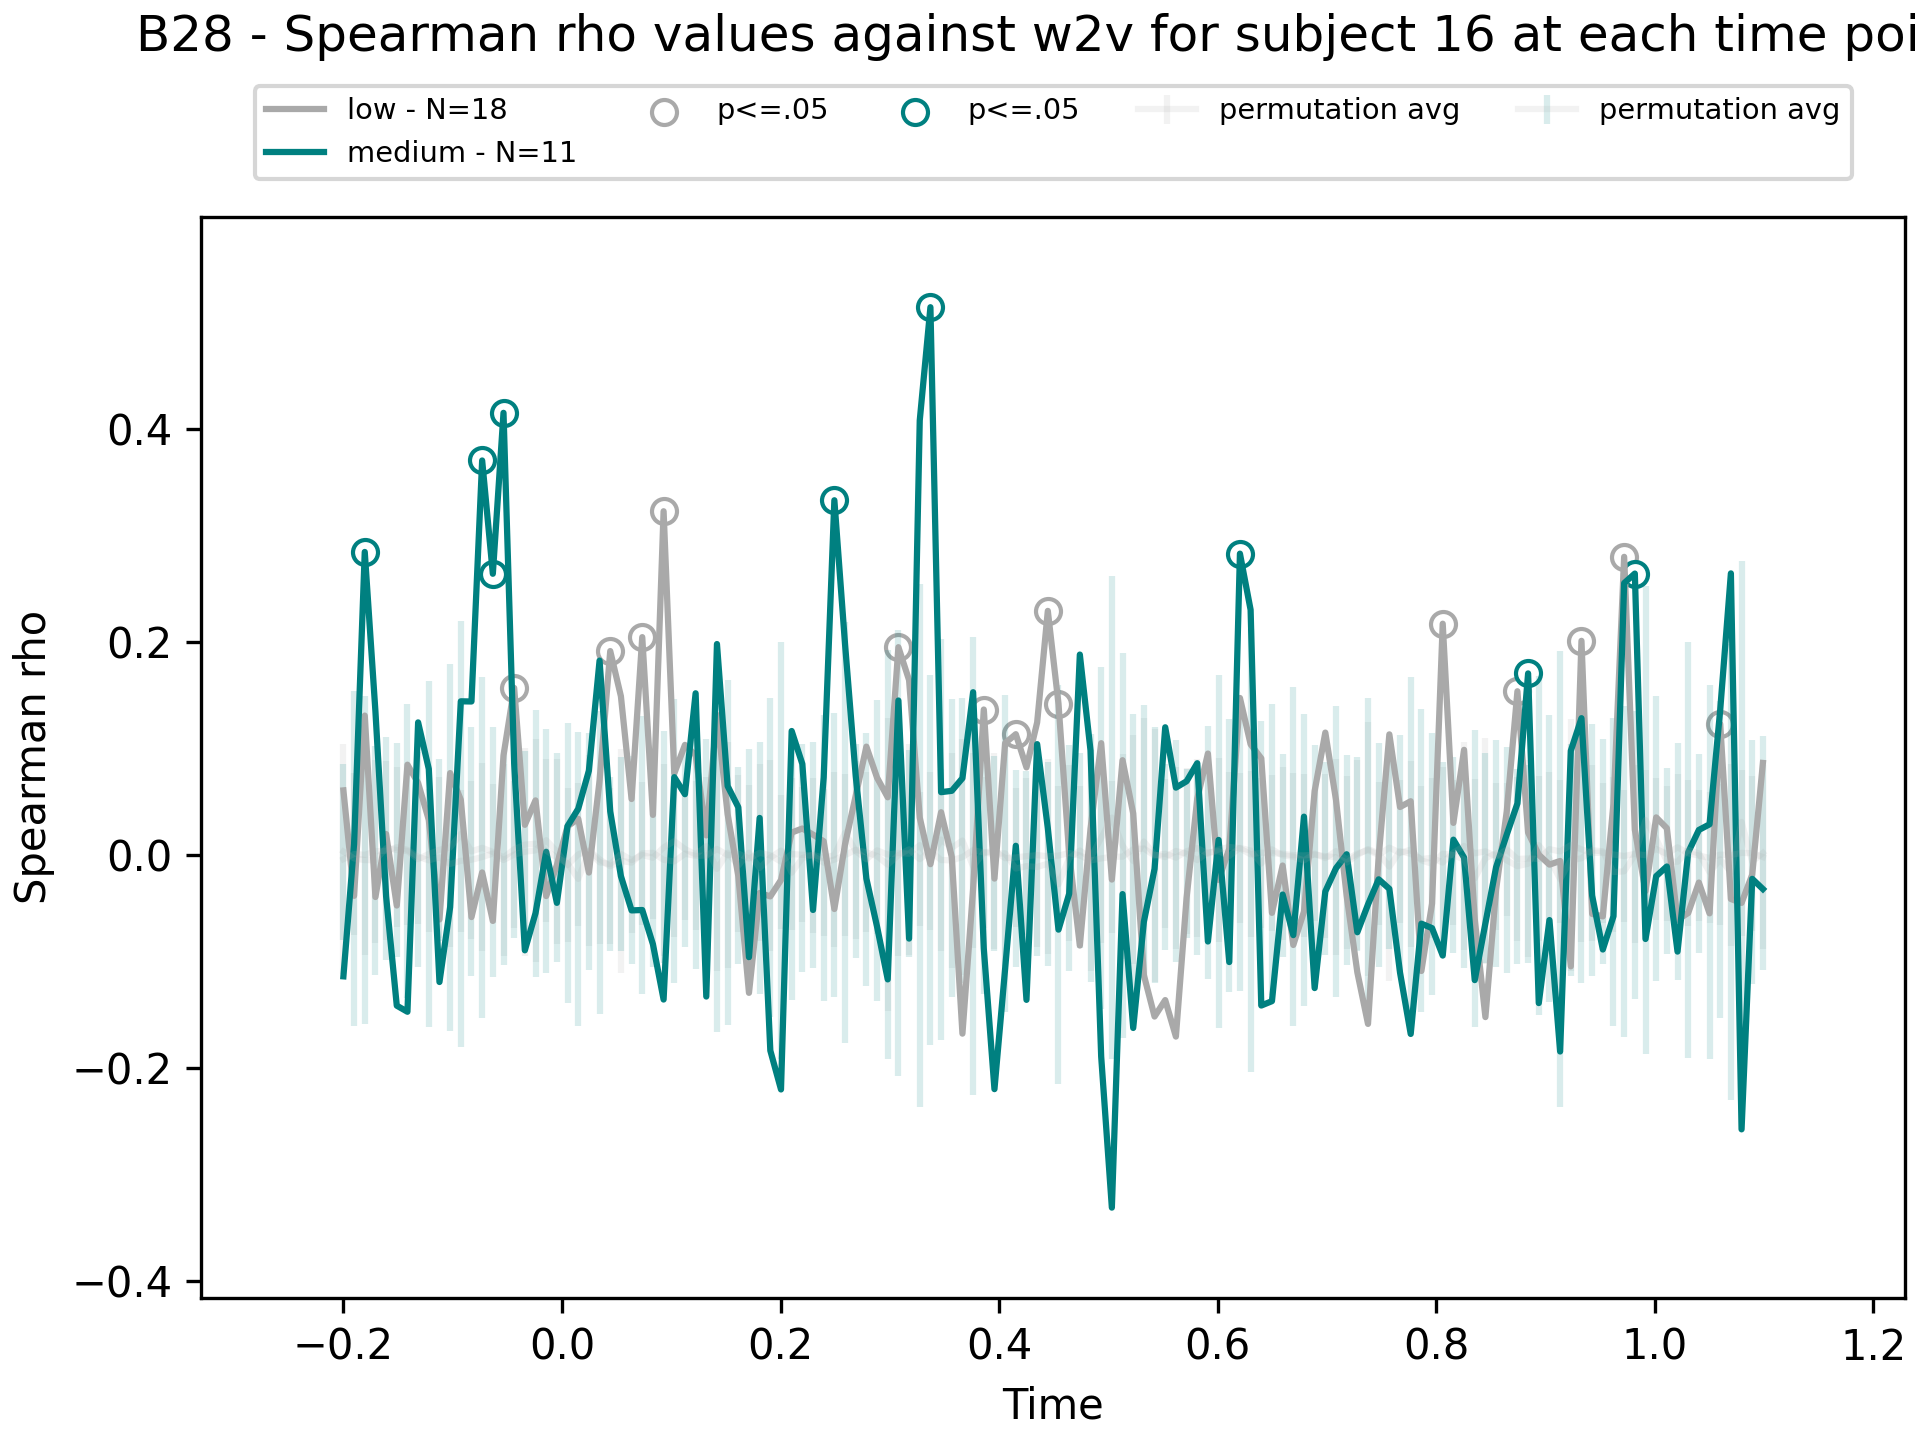 B28 - Spearman rho values against w2v for subject 16 at each time poi
low - N=18
medium - N=11
p<=.05
p<=.05
permutation avg
permutation avg
Spearman rho
0.4
0.2
0.0
−0.2
−0.4
−0.2 0.0 0.2 0.4 0.6 0.8 1.0 1.2
Time